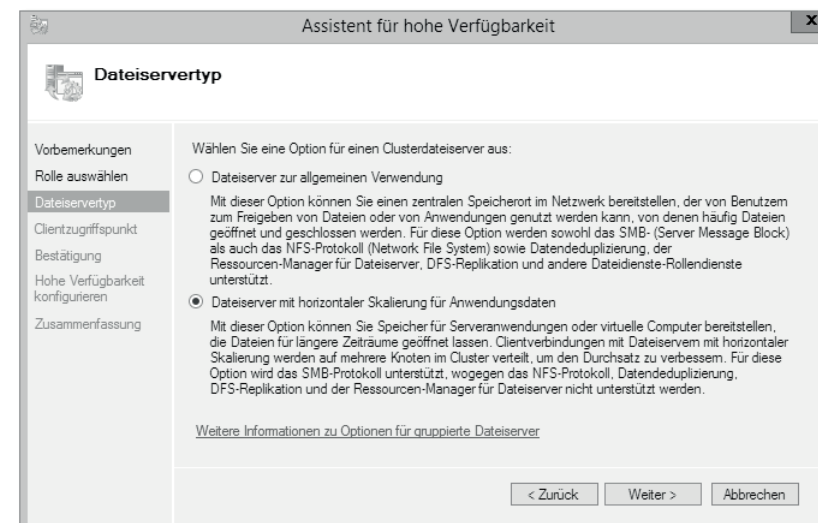 Assistent für hohe Verfügbarkeit
X
Dateiservertyp
Vorbemerkungen
Rolle auswählen
Dateiservertyp
Clientzugriffspunkt
Bestätigung
Hohe Verfügbarkeit
konfigurieren
Zusammenfassung
Wählen Sie eine Option für einen Clusterdateiserver aus:
Dateiserver zur allgemeinen Verwendung
Mit dieser Option können Sie einen zentralen Speicherort im Netzwerk bereitstellen, der von Benutzern
zum Freigeben von Dateien oder von Anwendungen genutzt werden kann, von denen häufig Dateien
geöffnet und geschlossen werden. Für diese Option werden sowohl das SMB- (Server Message Block)
als auch das NFS-Protokoll (Network File System) sowie Datendeduplizierung, der
Ressourcen-Manager für Dateiserver, DFS-Replikation und andere Dateidienste-Rollendienste
unterstützt.
Dateiserver mit horizontaler Skalierung für Anwendungsdaten
Mit dieser Option können Sie Speicher für Serveranwendungen oder virtuelle Computer bereitstellen,
die Dateien für längere Zeiträume geöffnet lassen. Clientverbindungen mit Dateiservern mit horizontaler
Skalierung werden auf mehrere Knoten im Cluster verteilt, um den Durchsatz zu verbessern. Für diese
Option wird das SMB-Protokoll unterstützt, wogegen das NFS-Protokoll, Datendeduplizierung,
DFS-Replikation und der Ressourcen-Manager für Dateiserver nicht unterstützt werden.
Weitere Informationen zu Optionen für gruppierte Dateiserver
< Zurück
Weiter >
Abbrechen